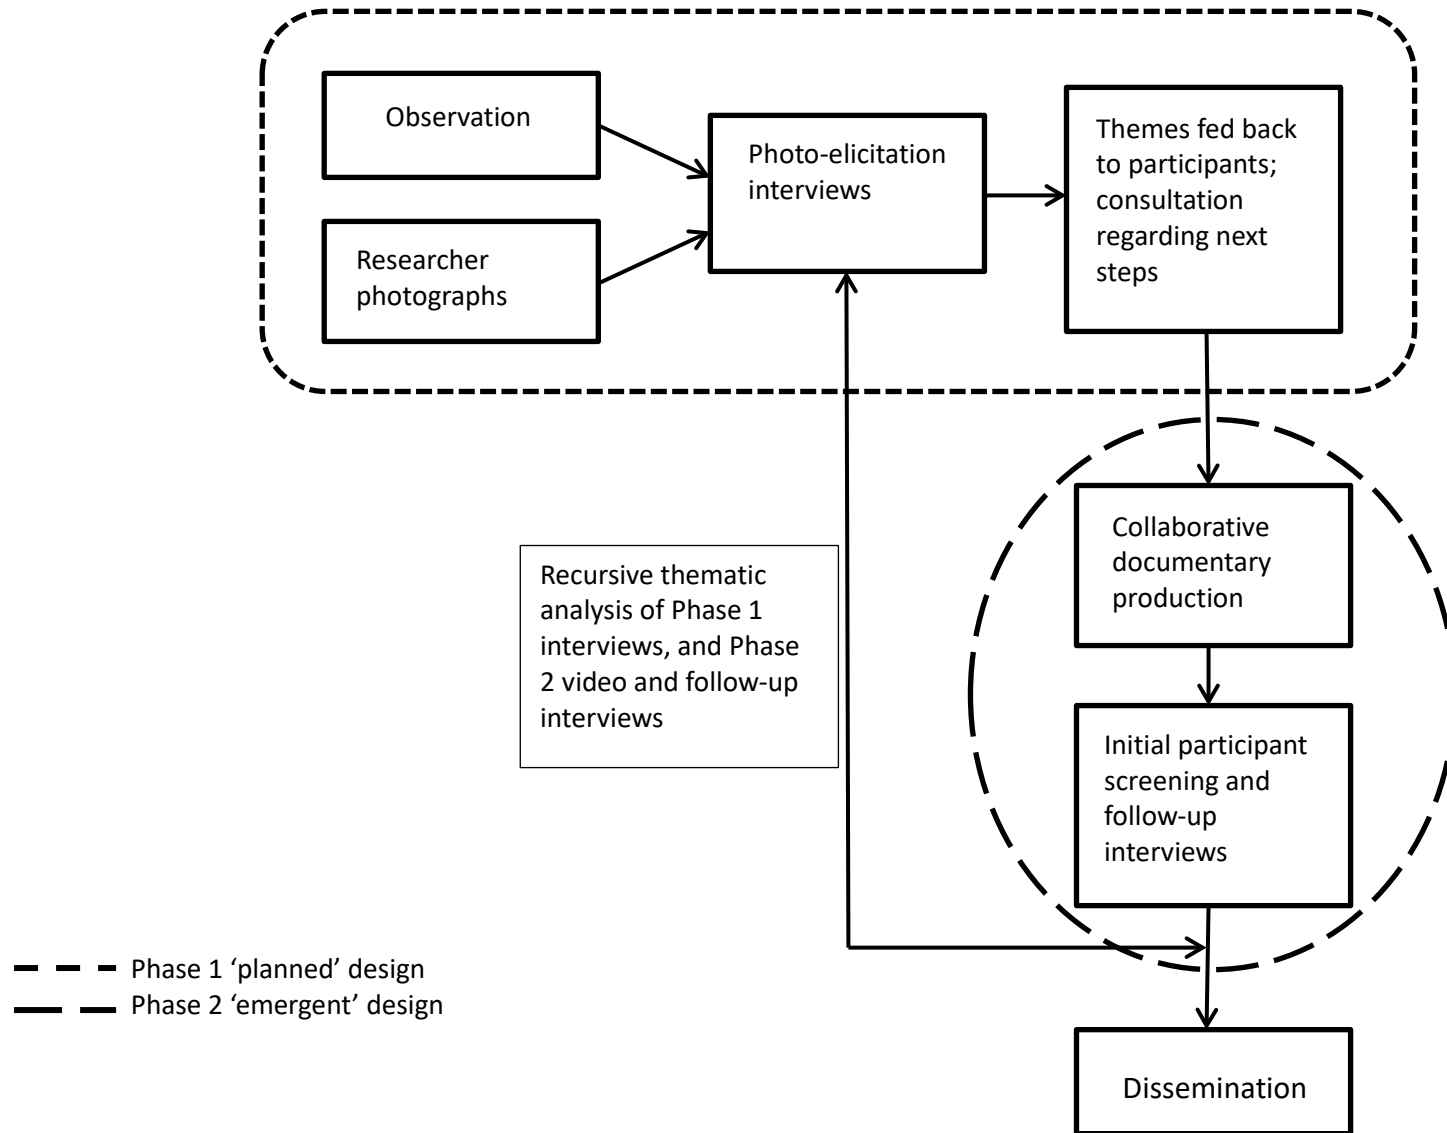 Observation
Researcher
photographs
Photo-elicitation
interviews
Themes fed back
to participants;
consultation
regarding next
steps
Collaborative
documentary
production
Recursive thematic
analysis of Phase 1
interviews, and Phase
2 video and follow-up
interviews
Initial participant
screening and
follow-up
interviews
Phase 1 ‘planned’ design
Phase 2 ‘emergent’ design
Dissemination